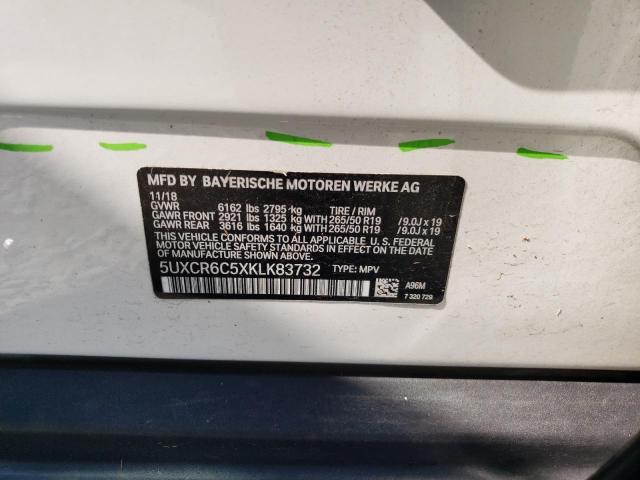 MFD BY BAYERISCHE MOTOREN WERKE AG
11/18
GVWR 6162 lbs 2795 kg TIRE / RIM
GAWR FRONT 2921 lbs 1325 kg WITH 265/50 R19 /9.0J x 19
GAWR REAR 3616 lbs 1640 kg WITH 265/50 R19 /9.0J x 19
THIS VEHICLE CONFORMS TO ALL APPLICABLE U.S. FEDERAL
MOTOR VEHICLE SAFETY STANDARDS IN EFFECT ON THE DATE
OF MANUFACTURE SHOWN ABOVE.
5UXCR6C5XKLK83732 TYPE: MPV
A96M
7 320 729